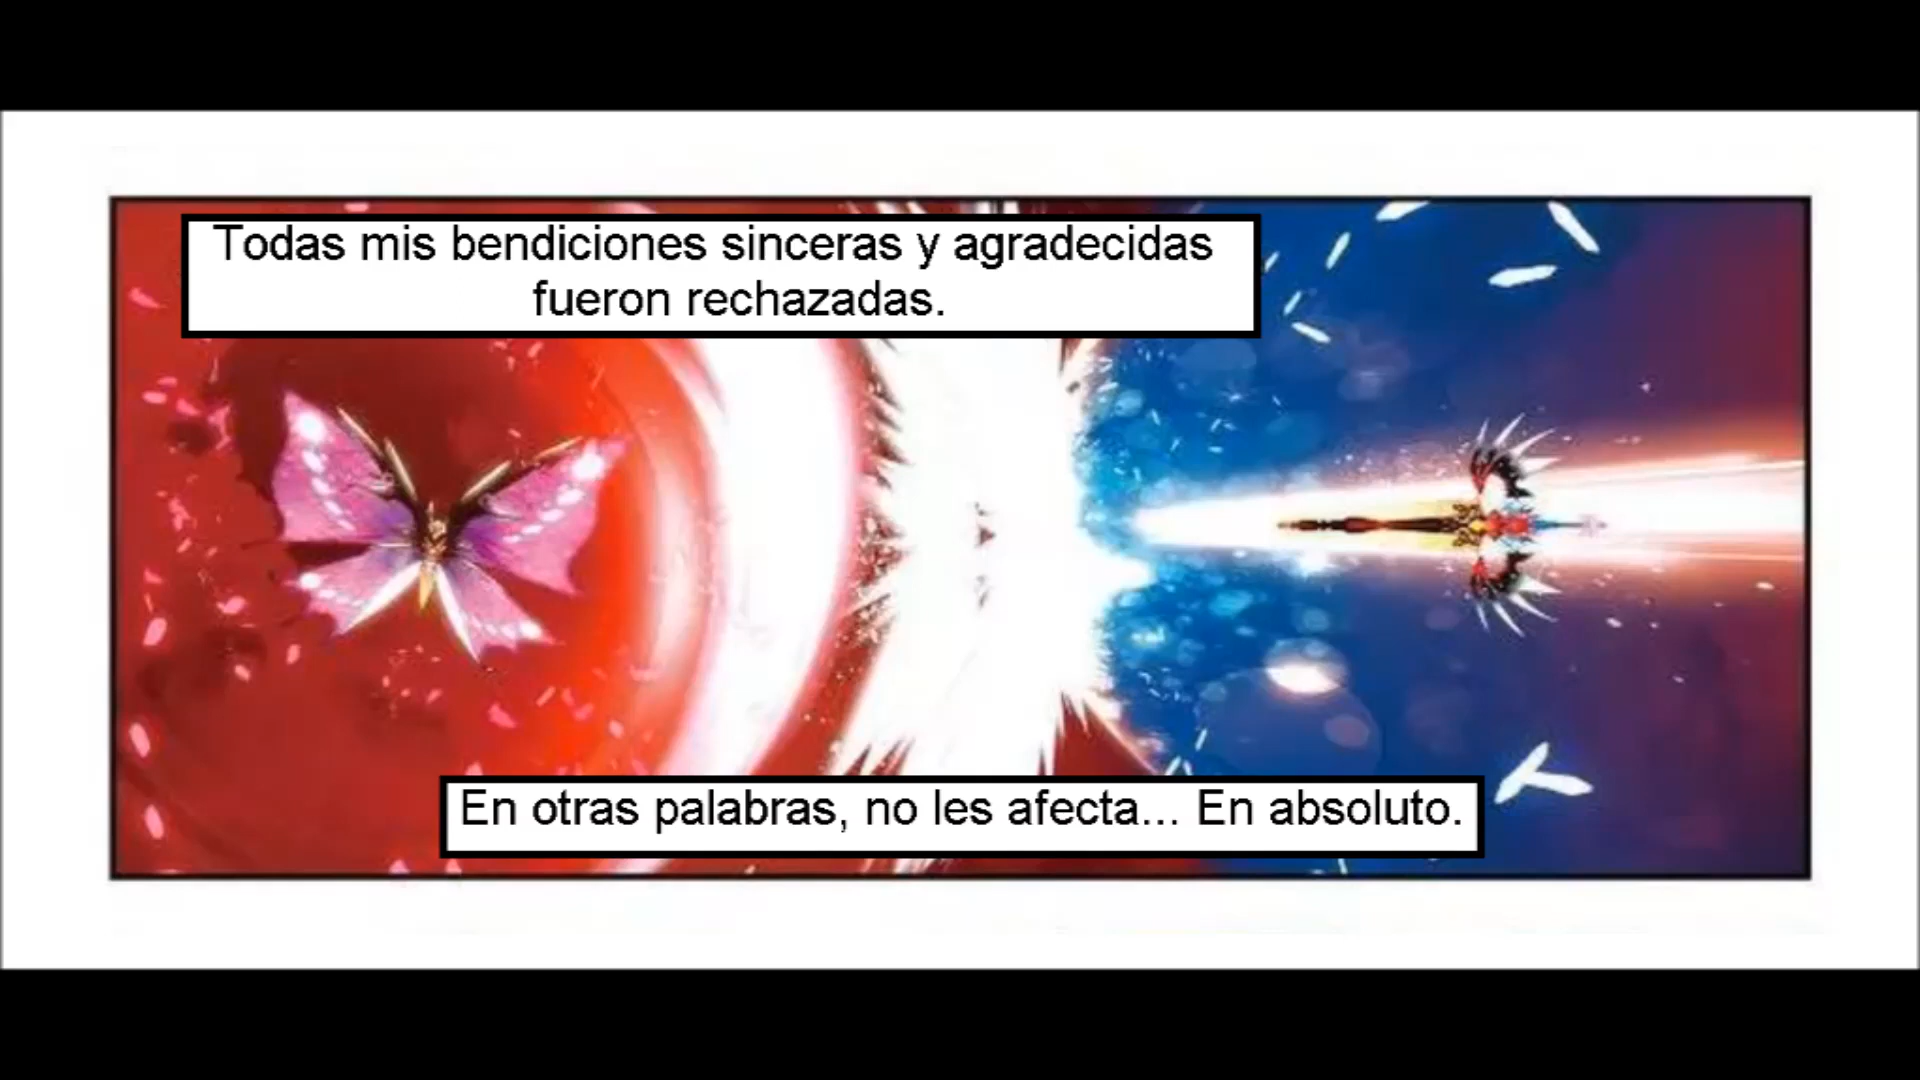 Todas mis bendiciones sinceras y agradecidas
fueron rechazadas.
En otras palabras, no les afecta... En absoluto.